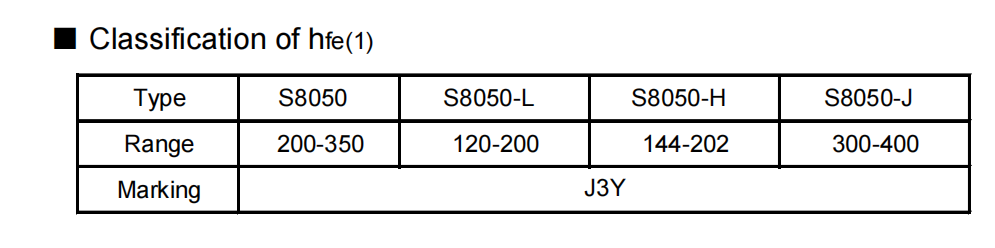 ■ Classification of hfe(1)
Type S8050 S8050-L S8050-H S8050-J
Range 200-350 120-200 144-202 300-400
Marking J3Y